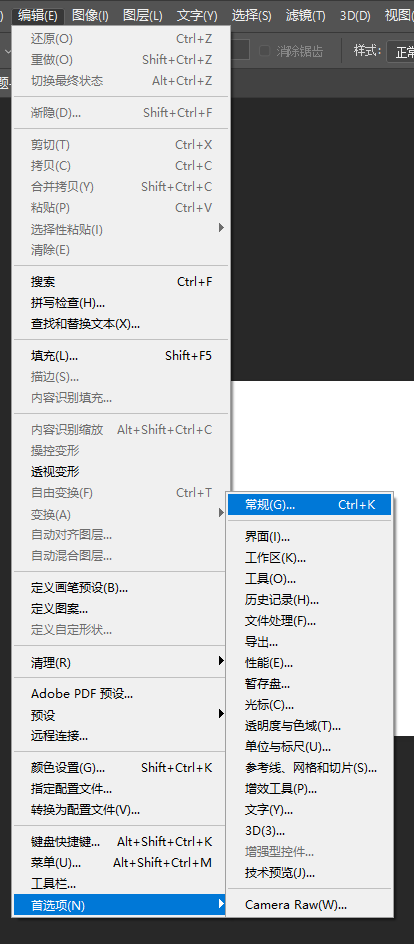 ) 编辑(E) 图像(I) 图层(L) 文字(Y) 选择(S) 滤镜(T) 3D(D) 视图
消除锯齿 样式: 正常
题-
还原(O) Ctrl+Z
重做(O) Shift+Ctrl+Z
切换最终状态 Alt+Ctrl+Z
渐隐(D)... Shift+Ctrl+F
剪切(T) Ctrl+X
拷贝(C) Ctrl+C
合并拷贝(Y) Shift+Ctrl+C
粘贴(P) Ctrl+V
选择性粘贴(I)
清除(E)
搜索 Ctrl+F
拼写检查(H)...
查找和替换文本(X)...
填充(L)... Shift+F5
描边(S)...
内容识别填充...
内容识别缩放 Alt+Shift+Ctrl+C
操控变形
透视变形
自由变换(F) Ctrl+T
变换(A)
自动对齐图层...
自动混合图层...
定义画笔预设(B)...
定义图案...
定义自定形状...
清理(R)
Adobe PDF 预设...
预设
远程连接...
颜色设置(G)... Shift+Ctrl+K
指定配置文件...
转换为配置文件(V)...
键盘快捷键... Alt+Shift+Ctrl+K
菜单(U)... Alt+Shift+Ctrl+M
工具栏...
首选项(N)
常规(G)... Ctrl+K
界面(I)...
工作区(K)...
工具(O)...
历史记录(H)...
文件处理(F)...
导出...
性能(E)...
暂存盘...
光标(C)...
透明度与色域(T)...
单位与标尺(U)...
参考线、网格和切片(S)...
增效工具(P)...
文字(Y)...
3D(3)...
增强型控件...
技术预览(J)...
Camera Raw(W)...